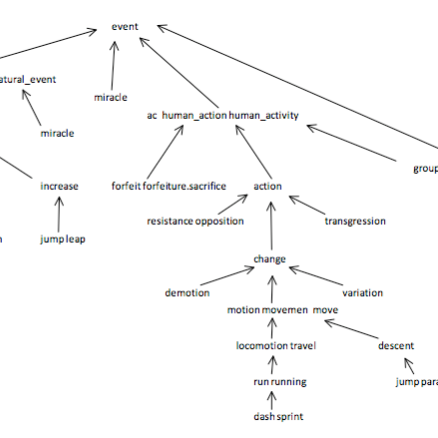 event
atural_event
miracle
ac human_action human_activity
miracle
group
increase
forfeit forfeiture.sacrifice
action
resistance opposition
transgression
n
jump leap
change
demotion
variation
motion movemen move
locomotion travel
descent
run running
jump para
dash sprint